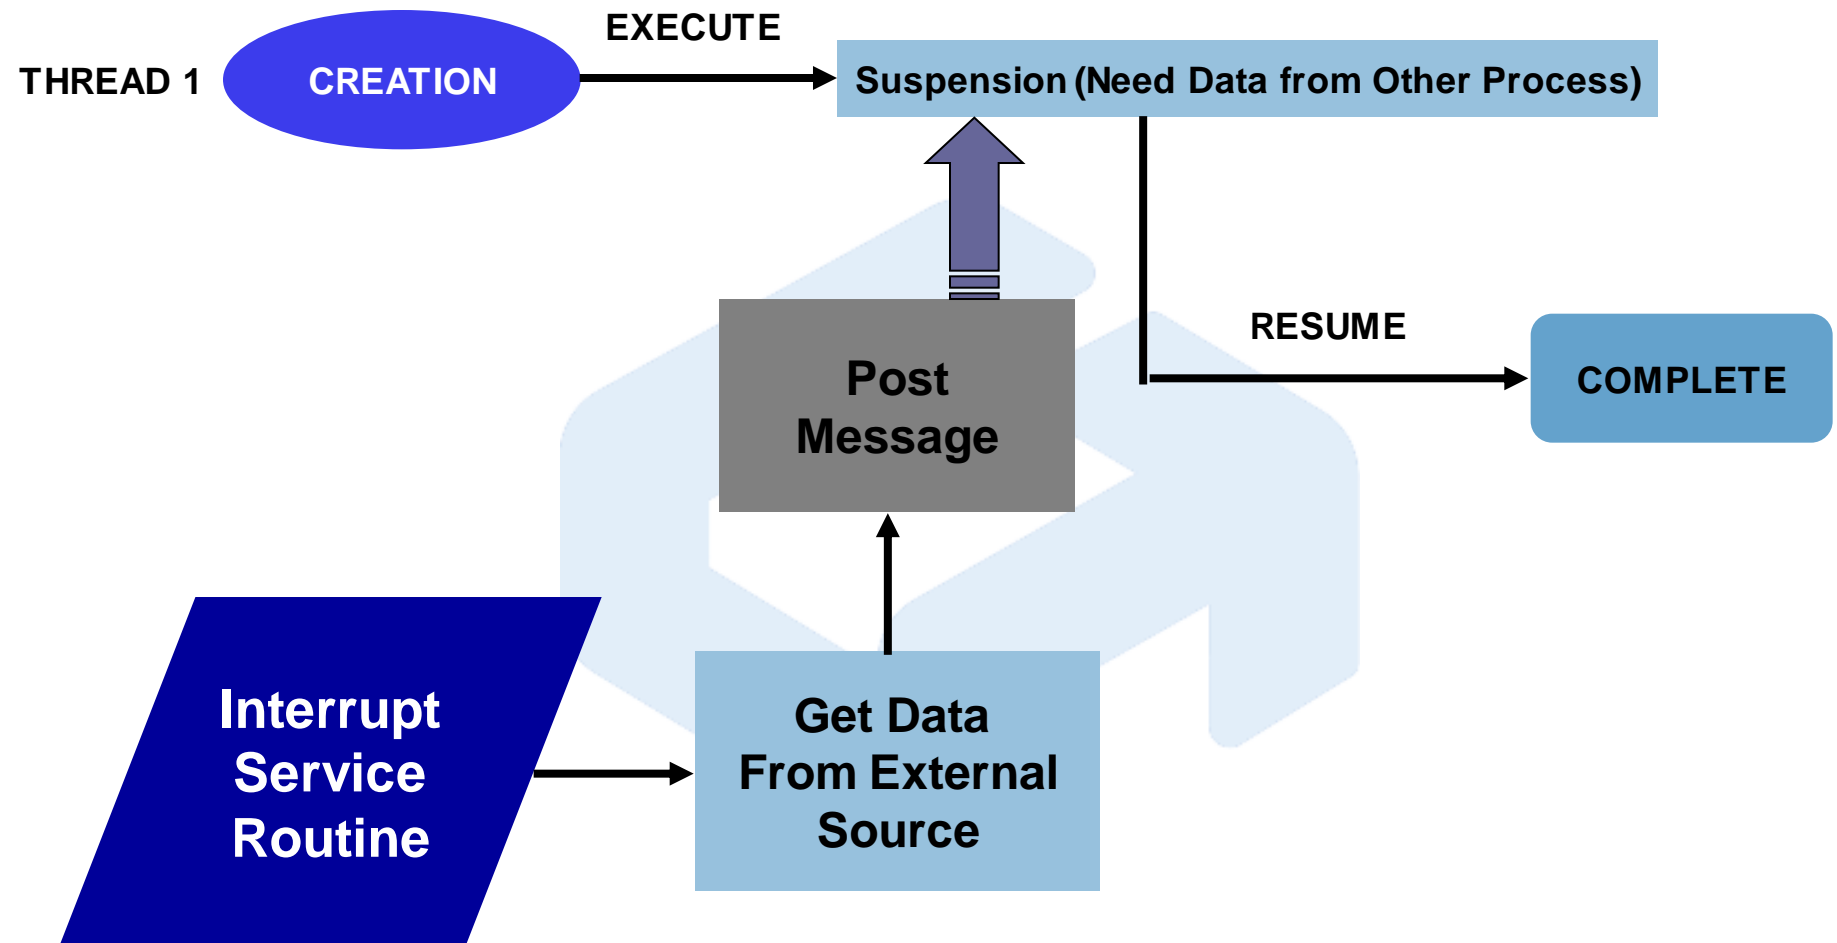 EXECUTE
THREAD 1
CREATION
Suspension (Need Data from Other Process)
RESUME
Post
Message
COMPLETE
Interrupt
Service
Routine
Get Data
From External
Source